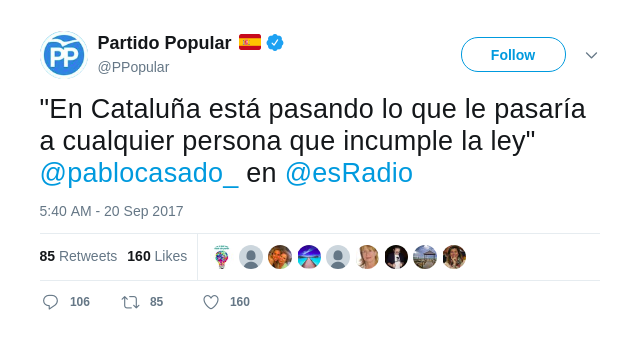 PP
Partido Popular
@PPopular
Follow
"En Cataluña está pasando lo que le pasaría
a cualquier persona que incumple la ley"
@pablocasado_ en @esRadio
5:40 AM - 20 Sep 2017
85 Retweets 160 Likes
106 85 160